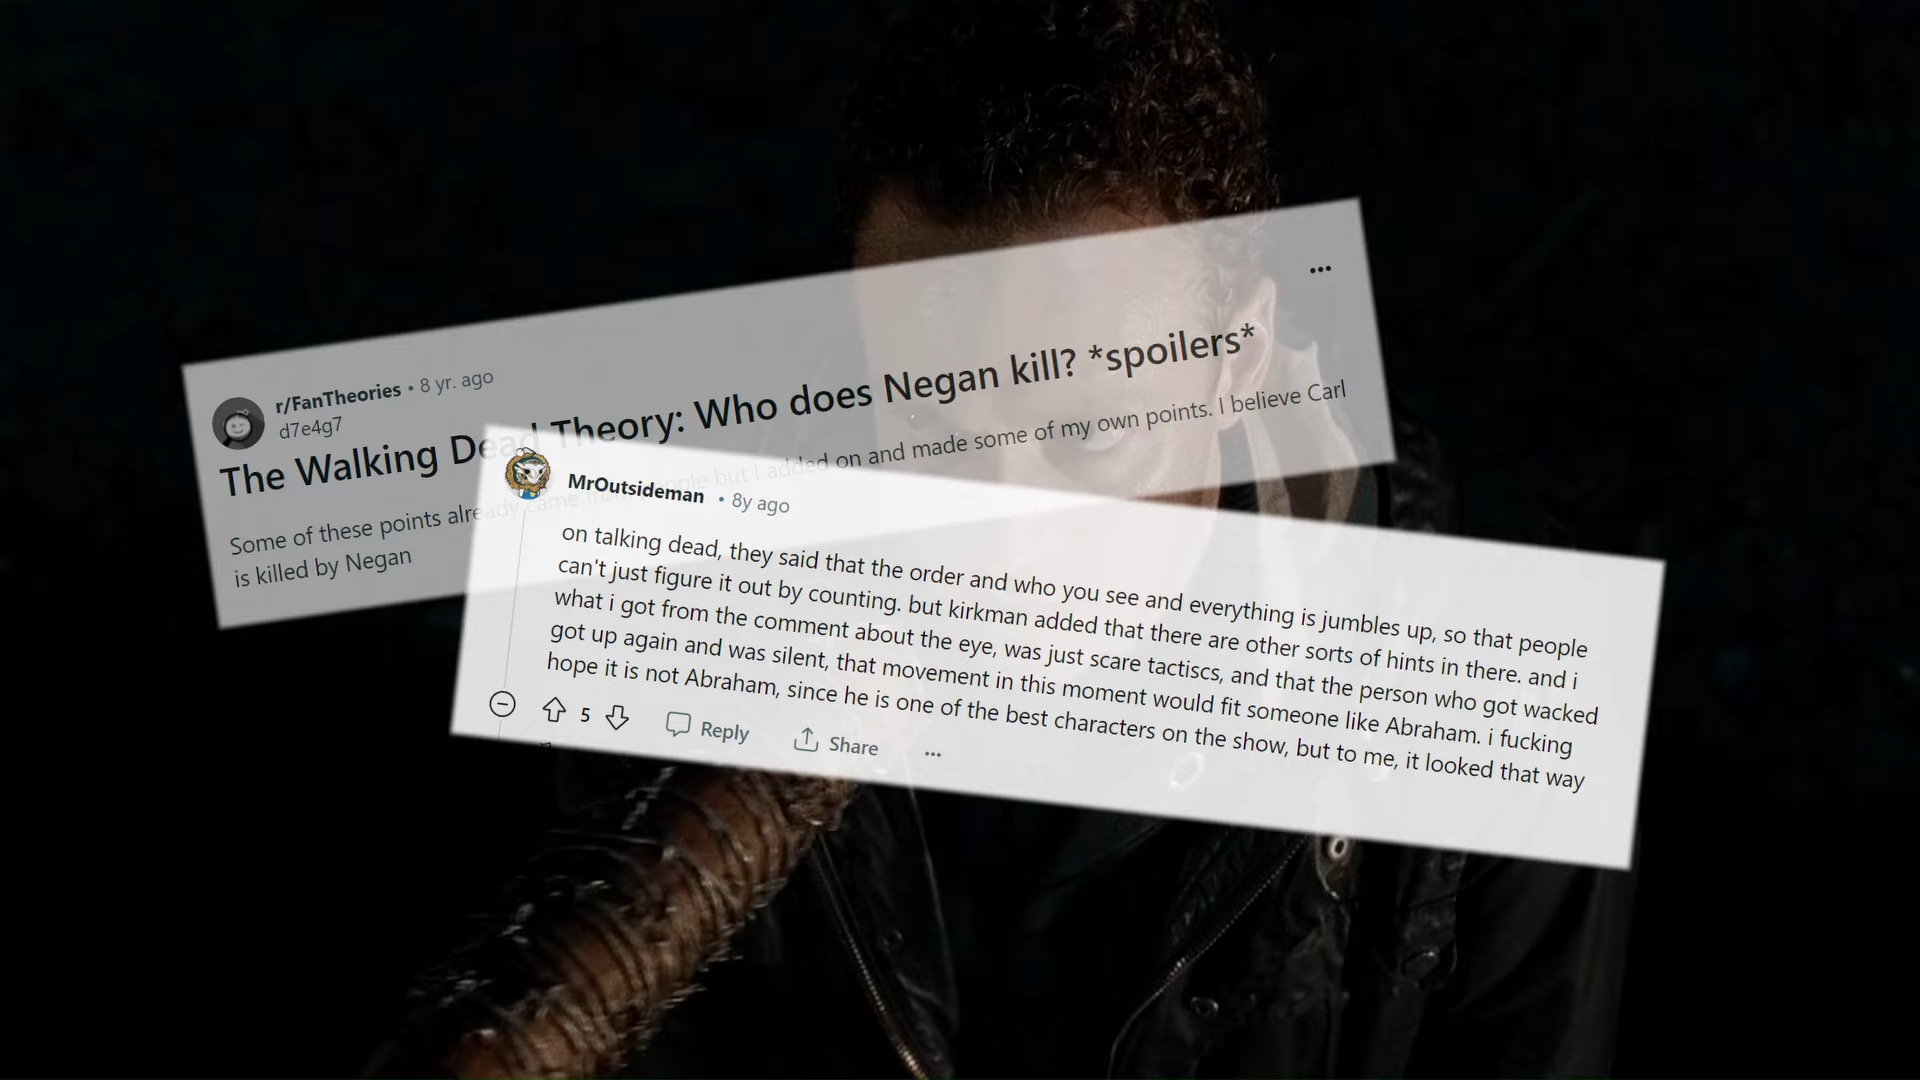 r/FanTheories • 8 yr. ago
d7e4g7
The Walking Dead Theory: Who does Negan kill? *spoilers*
Some of these points already came from people but I added on and made some of my own points. I believe Carl
is killed by Negan
MrOutsideman • 8y ago
on talking dead, they said that the order and who you see and everything is jumbles up, so that people
can't just figure it out by counting. but kirkman added that there are other sorts of hints in there. and i
what i got from the comment about the eye, was just scare tactiscs, and that the person who got wacked
got up again and was silent, that movement in this moment would fit someone like Abraham. i fucking
hope it is not Abraham, since he is one of the best characters on the show, but to me, it looked that way
5
Reply
Share